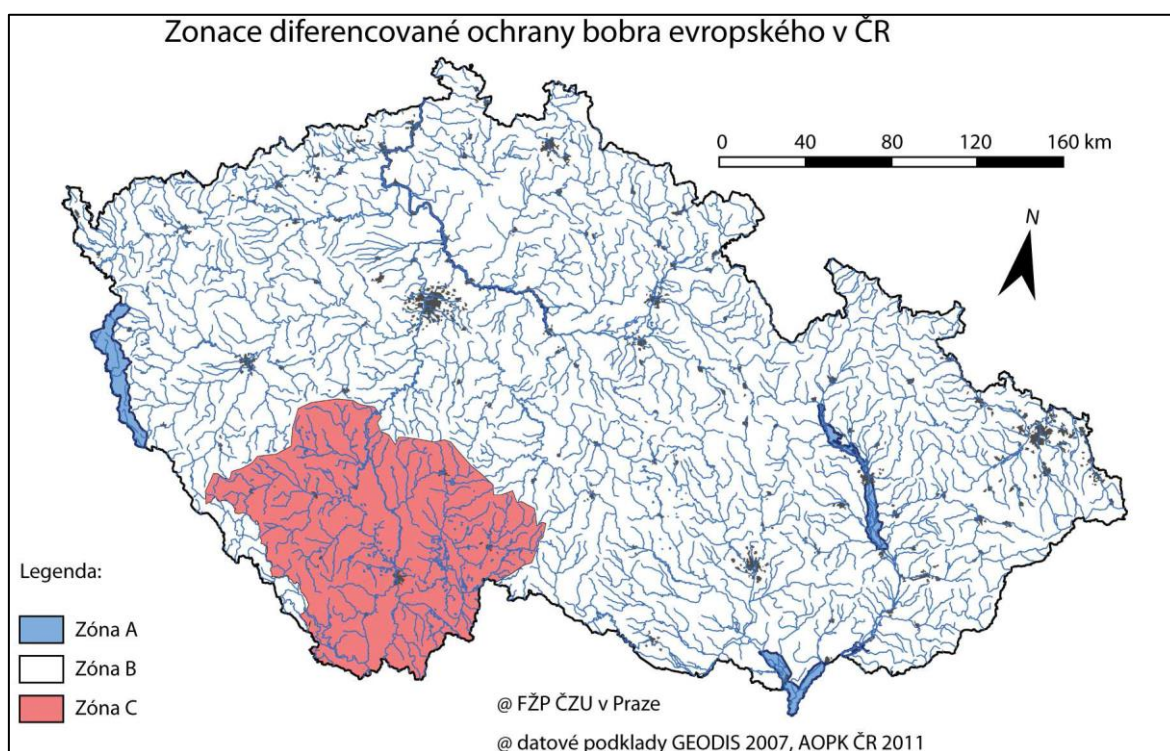 Zonace diferencované ochrany bobra evropského v ČR
0 40 80 120 160 km
N
Legenda:
Zóna A
Zóna B
Zóna C
@ FŽP ČZU v Praze
@ datové podklady GEODIS 2007, AOPK ČR 2011